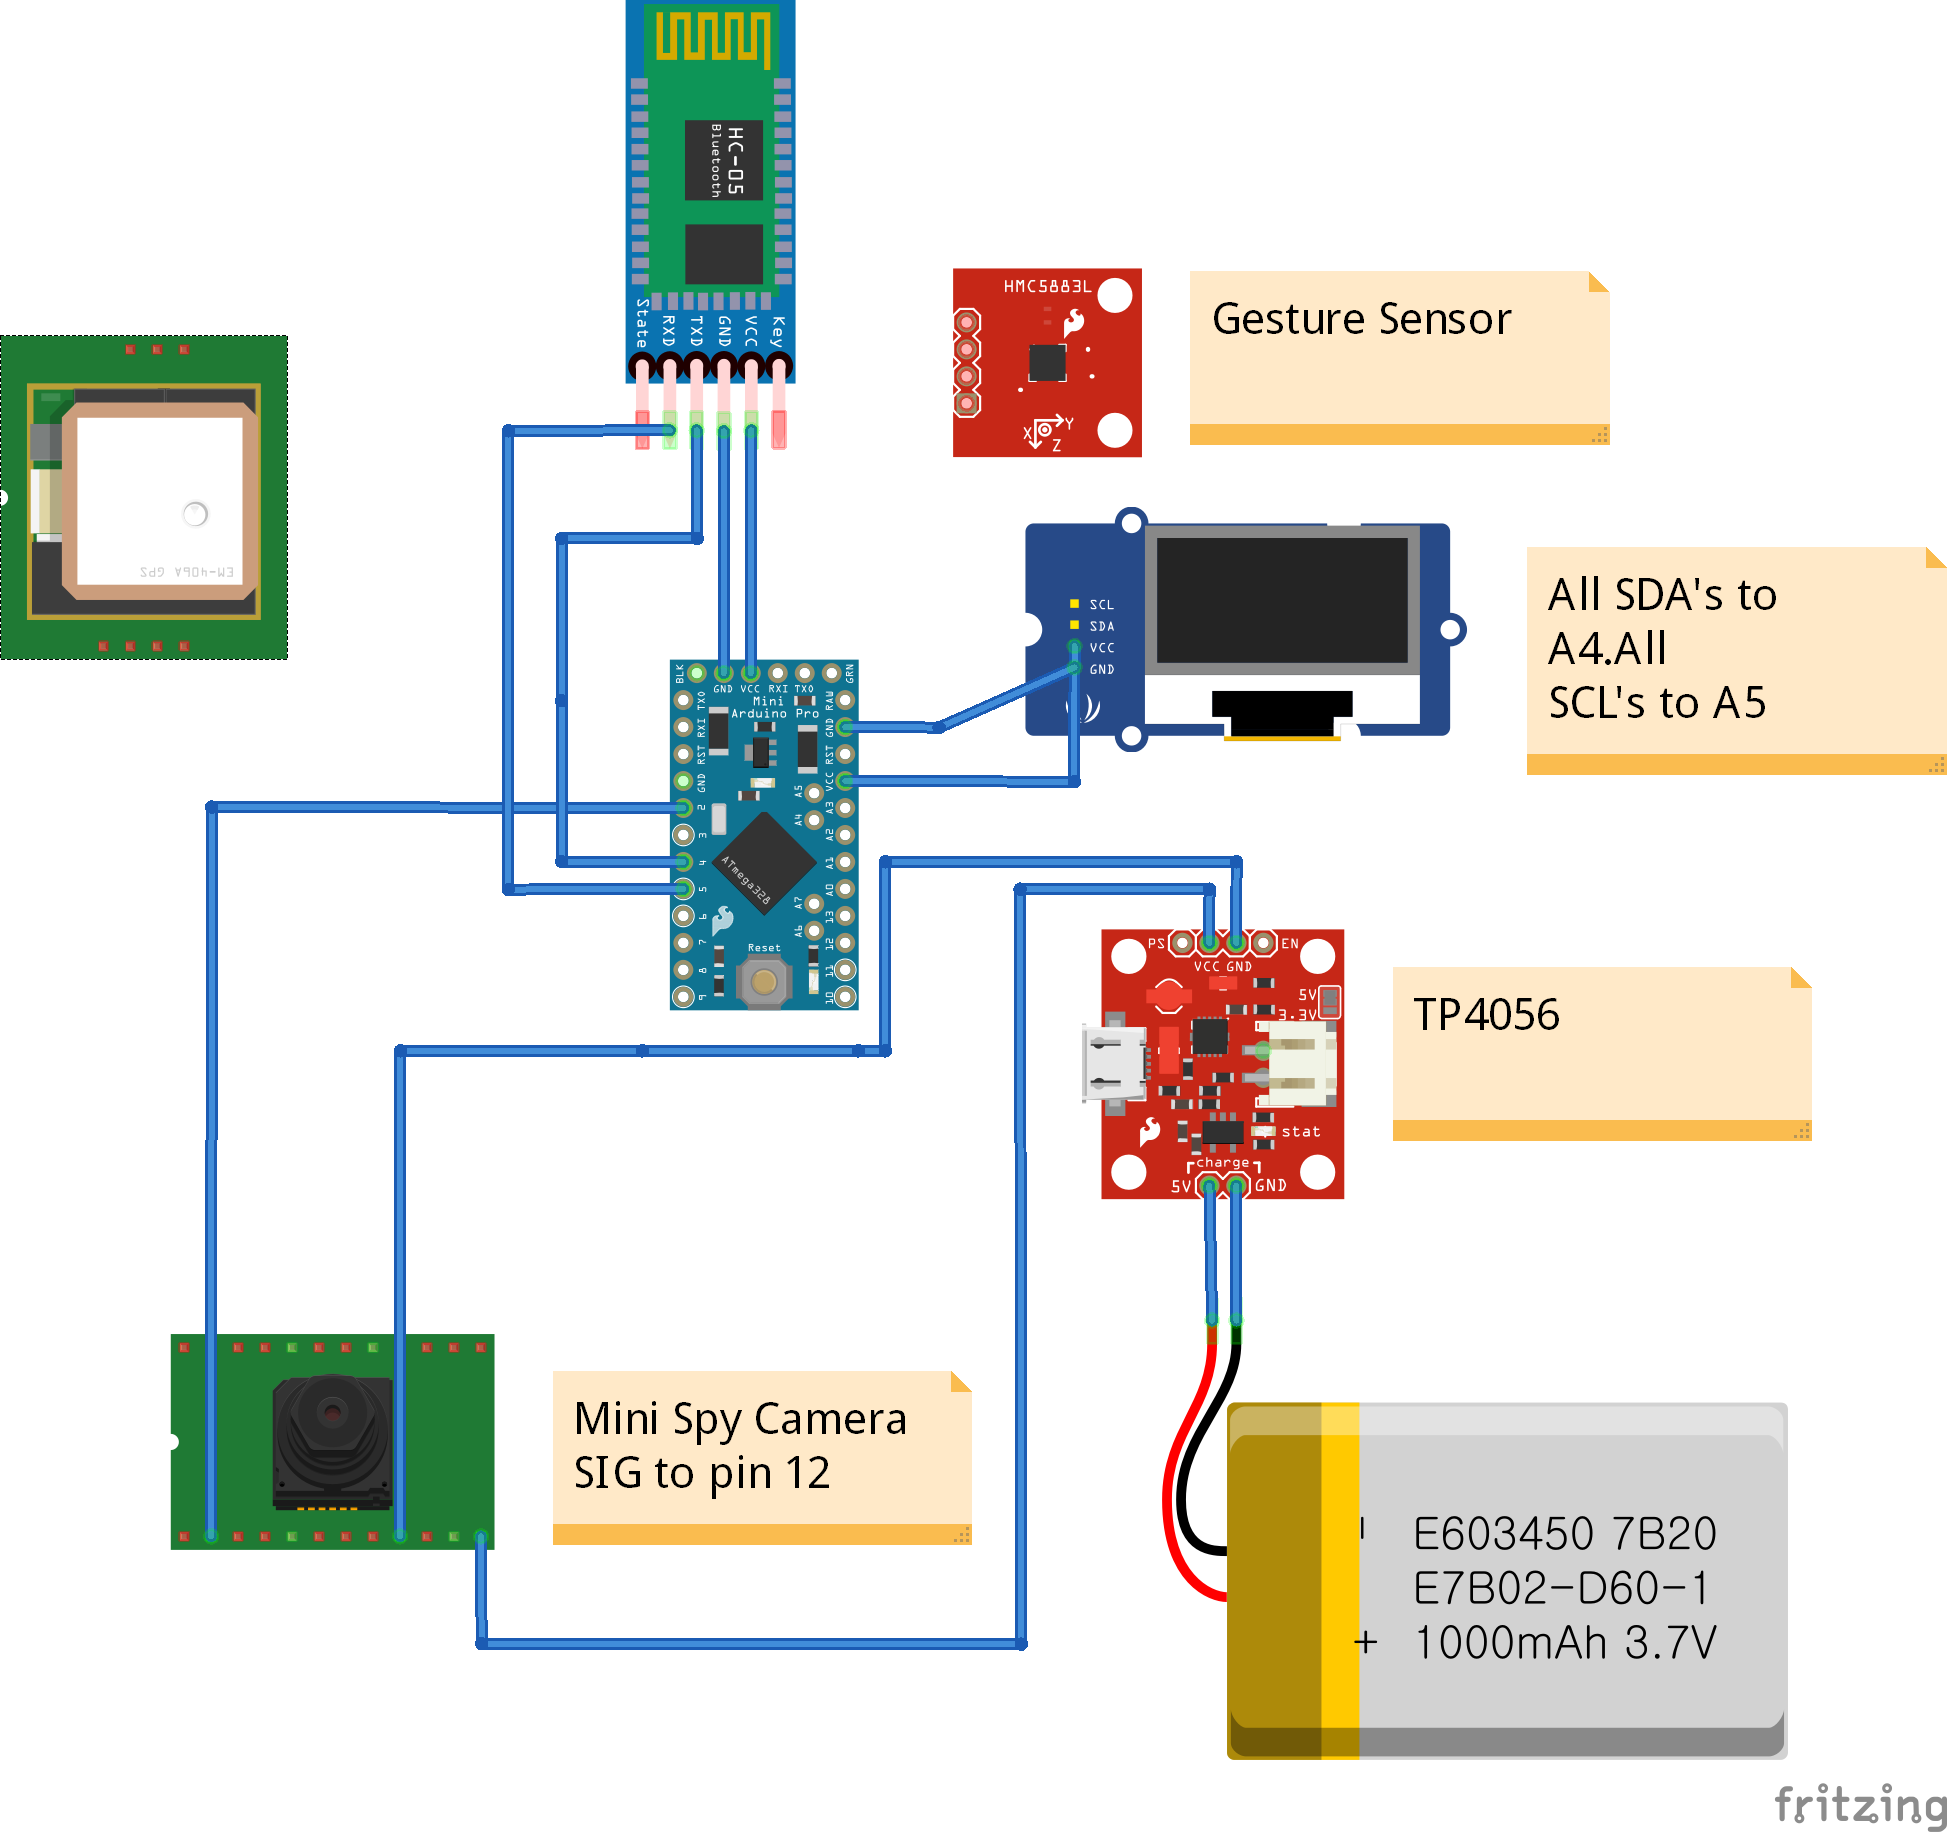 HC-05
Bluetooth
State
RXD
TXD
GND
VCC
Key
HMC5883L
X
Y
Z
Gesture Sensor
EM-406A GPS
SCL
SDA
VCC
GND
All SDA's to
A4.All
SCL's to A5
BLK
GND
VCC
RXI
TXO
GRN
Mini
Arduino Pro
TXO
RXI
RST
GND
2
3
4
5
6
7
8
9
RAW
GND
RST
VCC
A3
A2
A1
A0
13
12
11
10
A5
A4
A7
A6
ATmega328
Reset
PS
VCC GND
EN
5V
3.3V
stat
charge
5V
GND
TP4056
Mini Spy Camera
SIG to pin 12
- E603450 7B20
E7B02-D60-1
+ 1000mAh 3.7V
fritzing